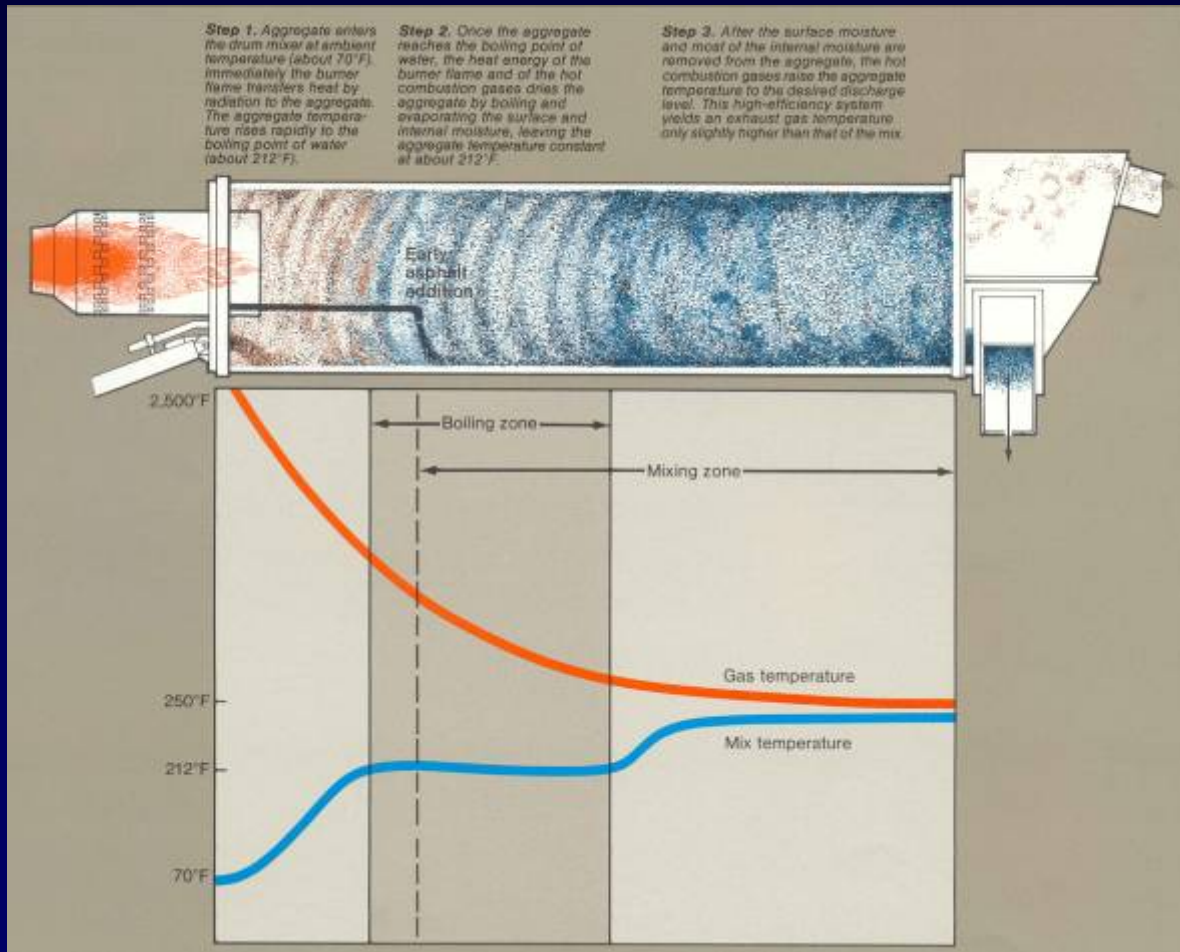 Step 1. Aggregate enters
the drum mixer at ambient
temperature (about 70°F).
Immediately the burner
flame transfers heat by
radiation to the aggregate.
The aggregate tempera-
ture rises rapidly to the
boiling point of water
(about 212°F).
Step 2. Once the aggregate
reaches the boiling point of
water, the heat energy of the
burner flame and of the hot
combustion gases dries the
aggregate by boiling and
evaporating the surface and
internal moisture, leaving the
aggregate temperature constant
at about 212°F.
Step 3. After the surface moisture
and most of the internal moisture are
removed from the aggregate, the hot
combustion gases raise the aggregate
temperature to the desired discharge
level. This high-efficiency system
yields an exhaust gas temperature
only slightly higher than that of the mix.
Early
asphalt
addition
2,500°F
Boiling zone
Mixing zone
Gas temperature
250°F
Mix temperature
212°F
70°F